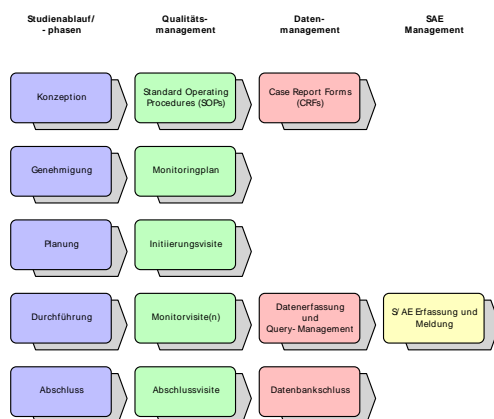 Studienablauf/
- phasen
Qualitäts-
management
Daten-
management
SAE
Management
Konzeption
Standard Operating
Procedures (SOPs)
Case Report Forms
(CRFs)
Genehmigung
Monitoringplan
Planung
Initiierungsvisite
Durchführung
Monitorvisite(n)
Datenerfassung
und
Query- Management
S/ AE Erfassung und
Meldung
Abschluss
Abschlussvisite
Datenbankschluss